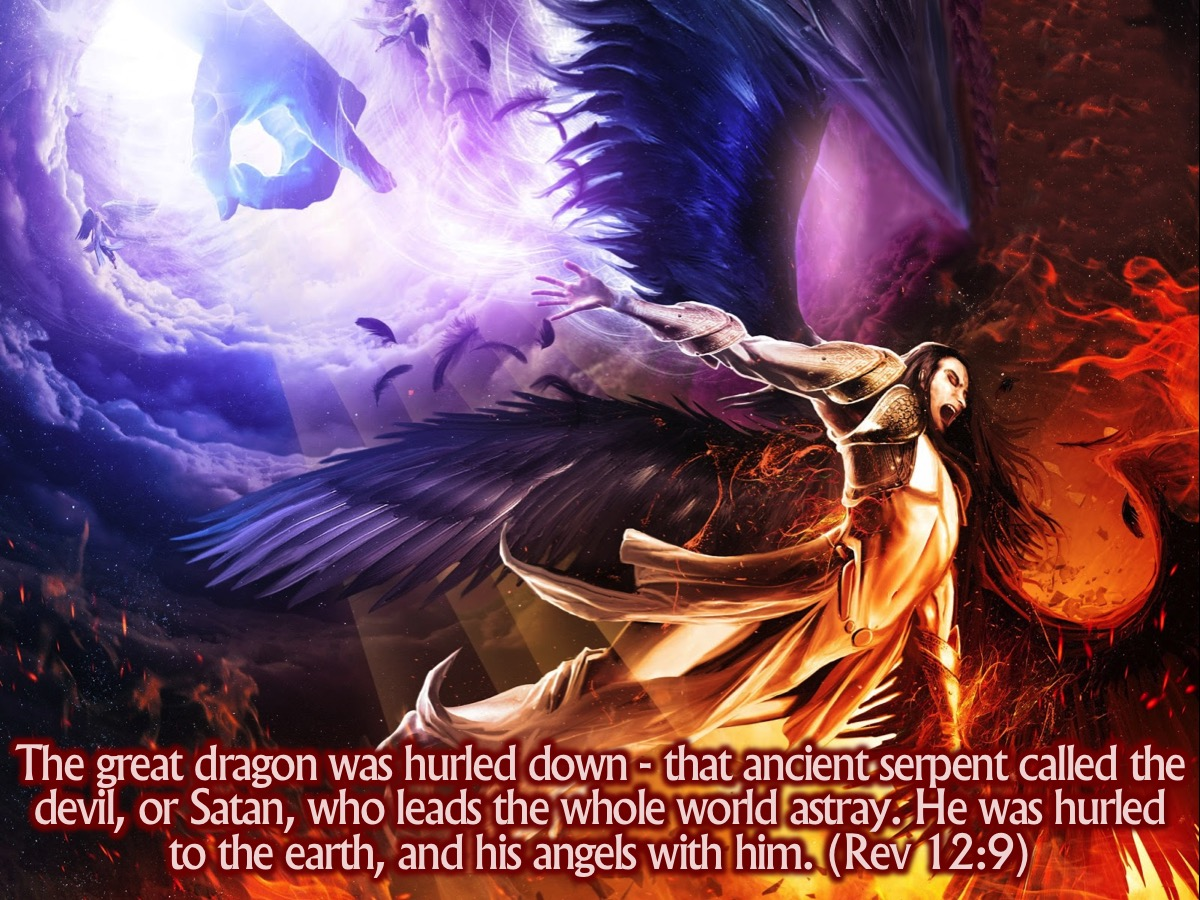 The great dragon was hurled down - that ancient serpent called the
devil, or Satan, who leads the whole world astray. He was hurled
to the earth, and his angels with him. (Rev 12:9)